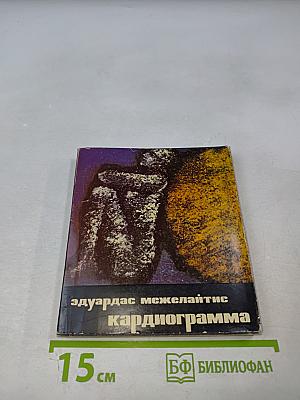 эдуардас межелайтис
кардиограмма
15 см
БФ БИБЛИОФАН